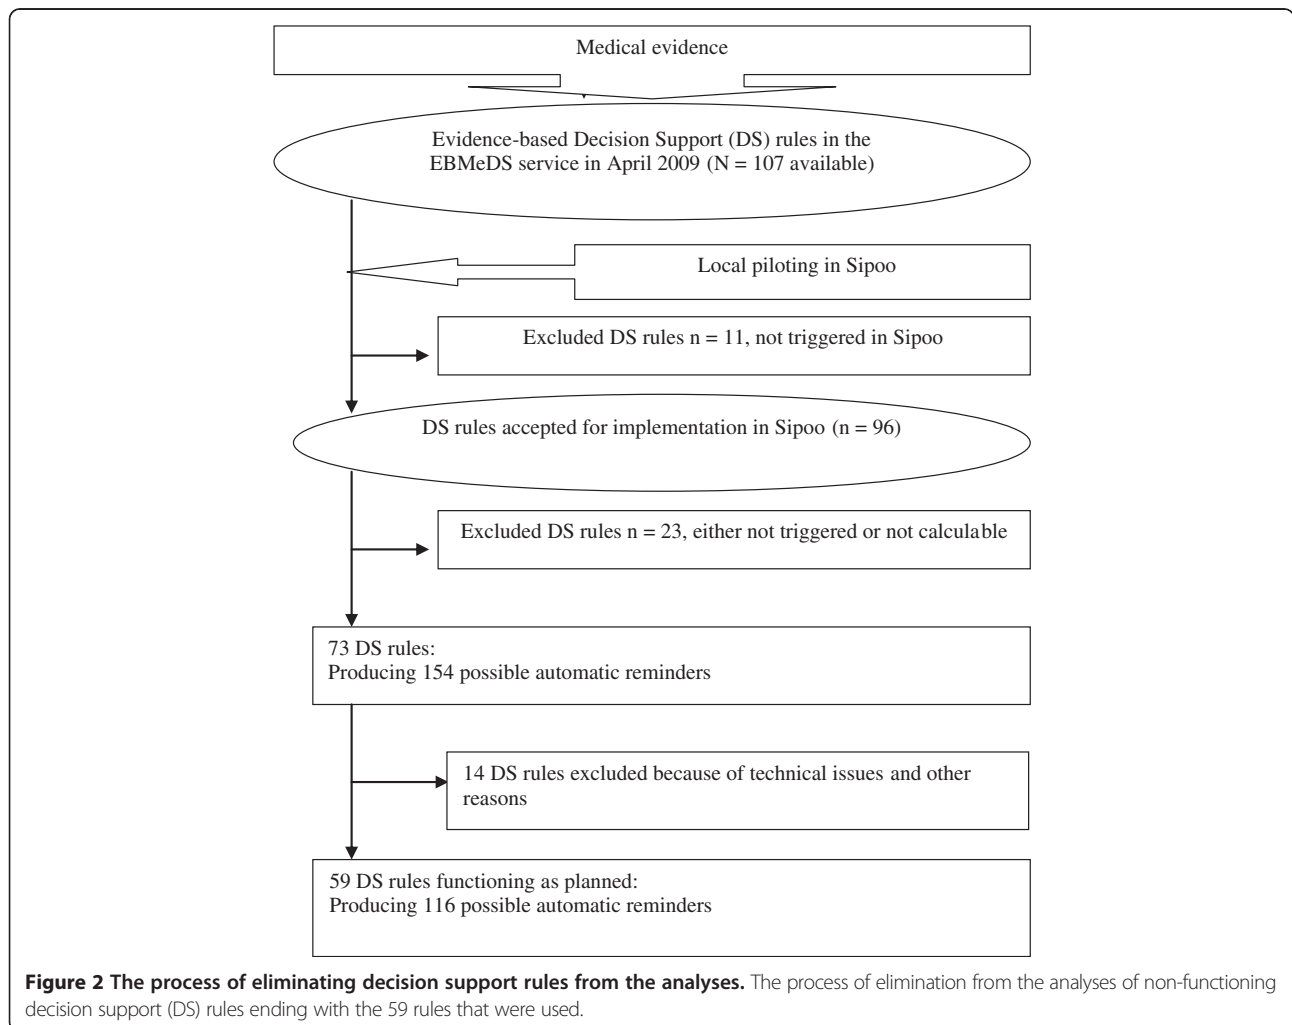 Medical evidence
Evidence-based Decision Support (DS) rules in the
EBMeDS service in April 2009 (N = 107 available)
Local piloting in Sipoo
Excluded DS rules n = 11, not triggered in Sipoo
DS rules accepted for implementation in Sipoo (n = 96)
Excluded DS rules n = 23, either not triggered or not calculable
73 DS rules:
Producing 154 possible automatic reminders
14 DS rules excluded because of technical issues and other
reasons
59 DS rules functioning as planned:
Producing 116 possible automatic reminders
Figure 2 The process of eliminating decision support rules from the analyses. The process of elimination from the analyses of non-functioning
decision support (DS) rules ending with the 59 rules that were used.